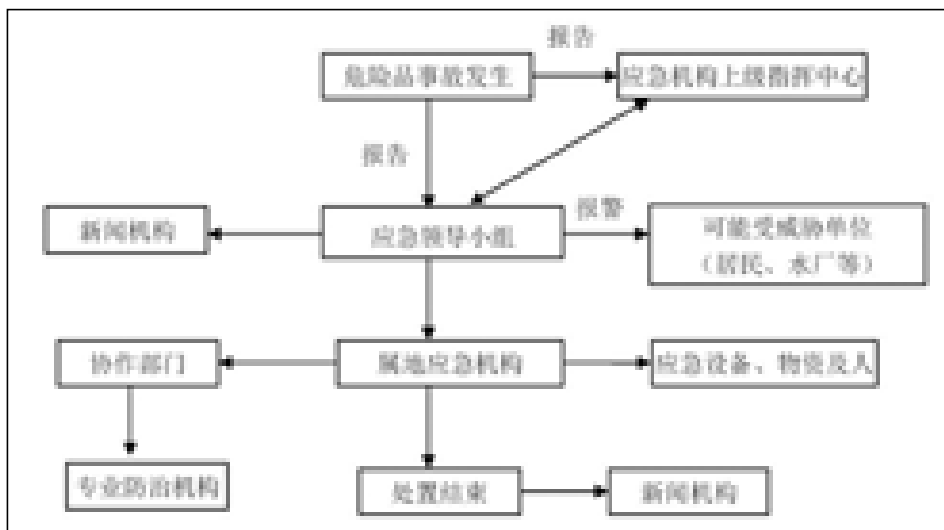 报告
危险品事故发生
应急机构上级指挥中心
报告
报警
新闻机构
应急领导小组
可能受威胁单位
（居民、水厂等）
协作部门
属地应急机构
应急设备、物资及人
专业防治机构
处置结束
新闻机构